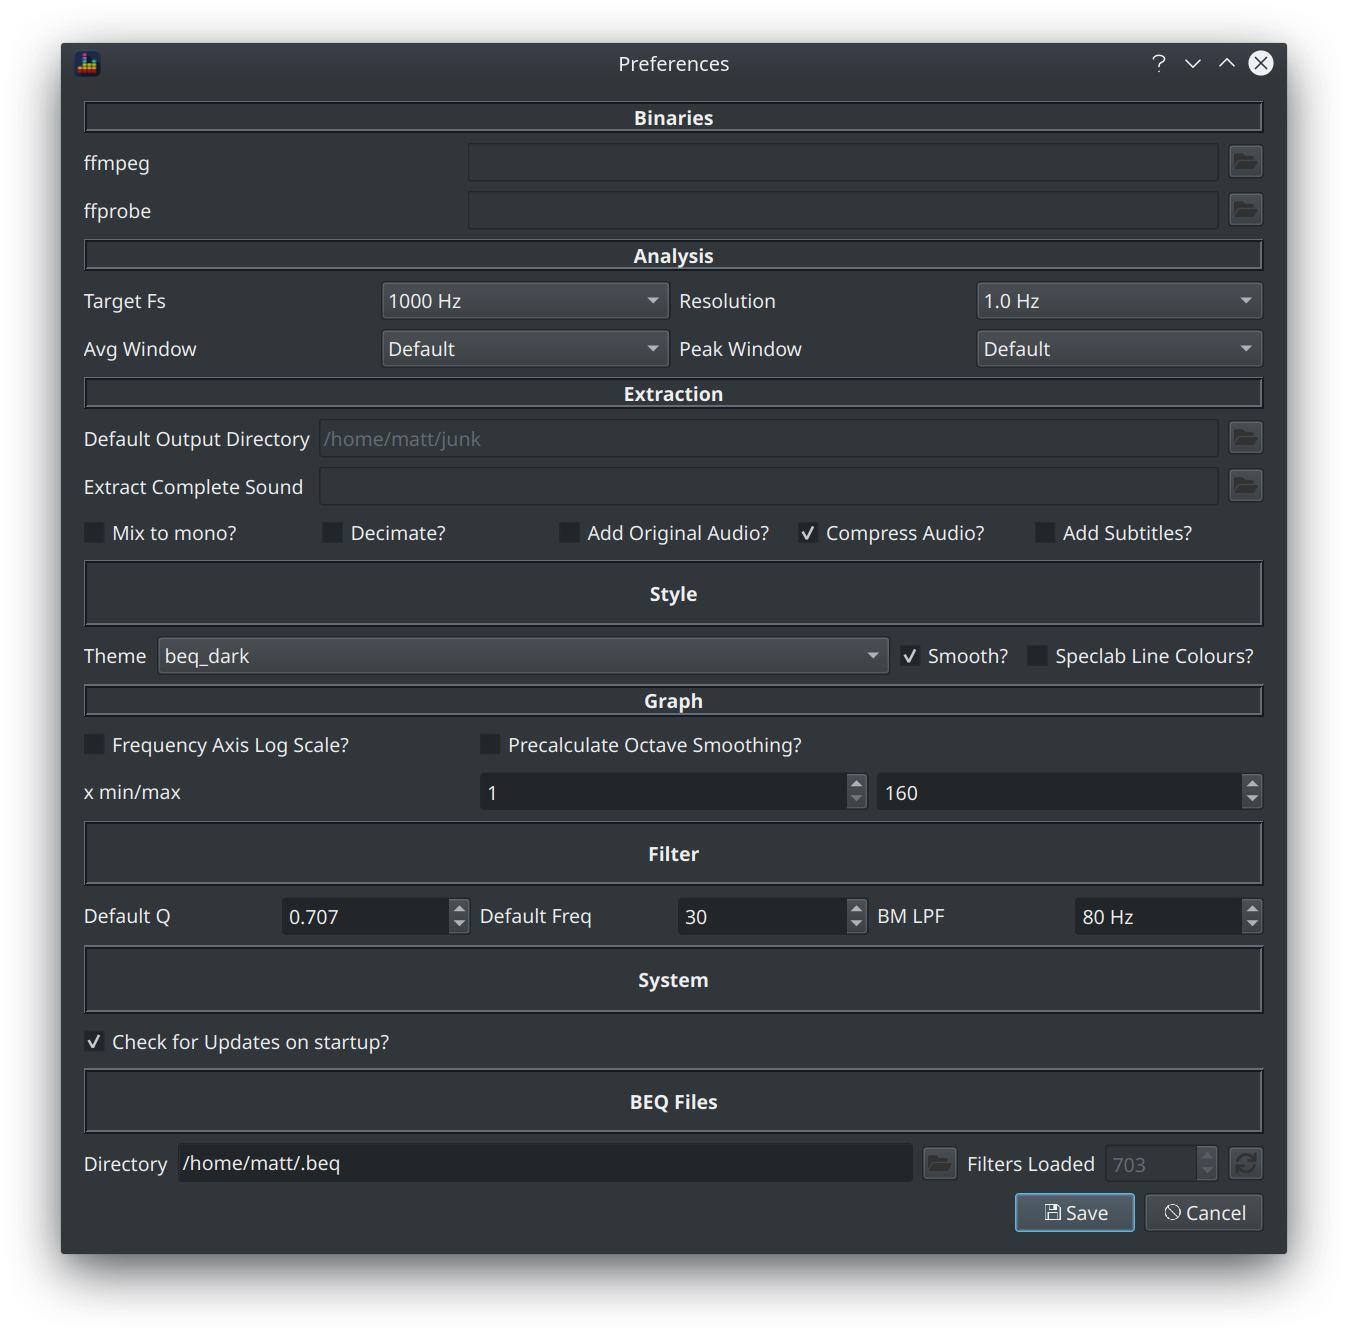 Preferences
Binaries
ffmpeg
ffprobe
Analysis
Target Fs 1000 Hz Resolution 1.0 Hz
Avg Window Default Peak Window Default
Extraction
Default Output Directory /home/matt/junk
Extract Complete Sound
Mix to mono? Decimate? Add Original Audio? Compress Audio? Add Subtitles?
Style
Theme beq_dark Smooth? Speclab Line Colours?
Graph
Frequency Axis Log Scale? Precalculate Octave Smoothing?
x min/max 1 160
Filter
Default Q 0.707 Default Freq 30 BM LPF 80 Hz
System
Check for Updates on startup?
BEQ Files
Directory /home/matt/.beq Filters Loaded 703
Save Cancel